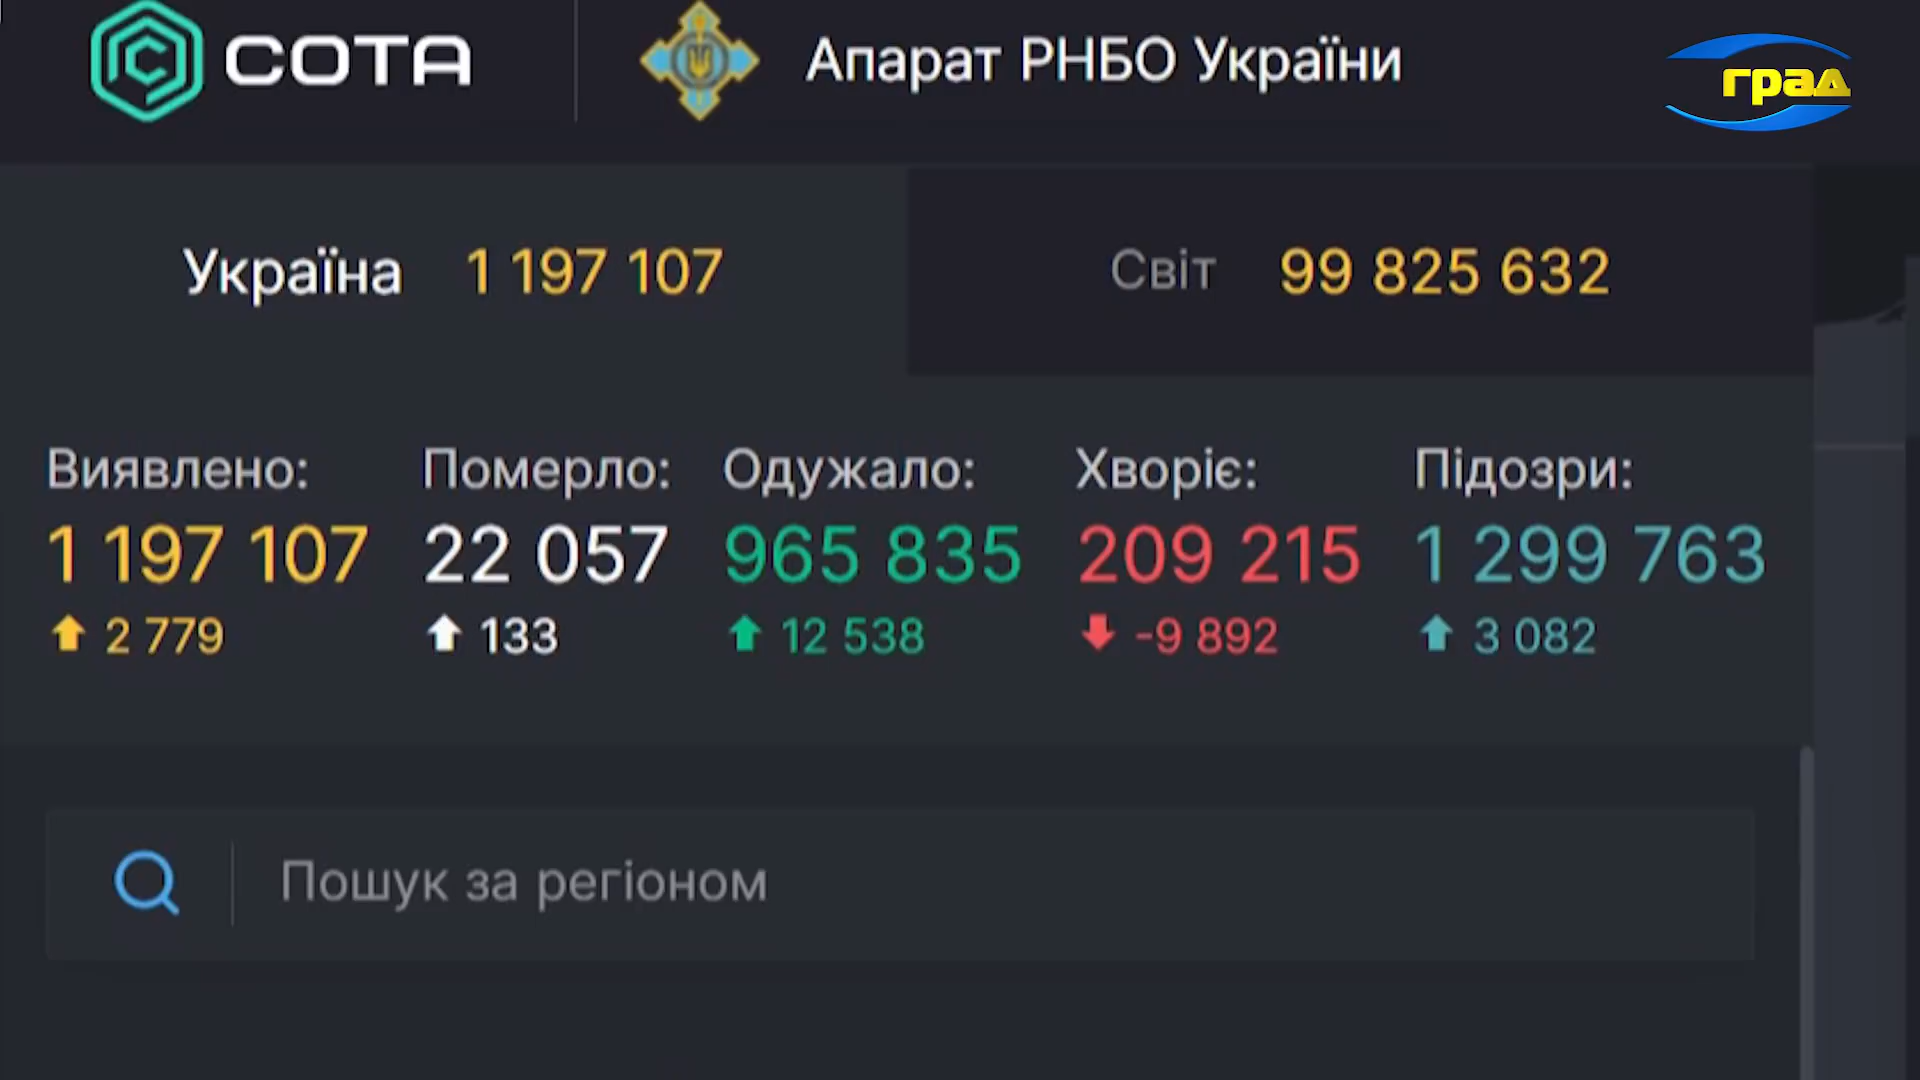 СОТА
Апарат РНБО України
град
Україна 1 197 107
Світ 99 825 632
Виявлено: Померло: Одужало: Хворіє: Підозри:
1 197 107 22 057 965 835 209 215 1 299 763
2 779 133 12 538 -9 892 3 082
Пошук за регіоном